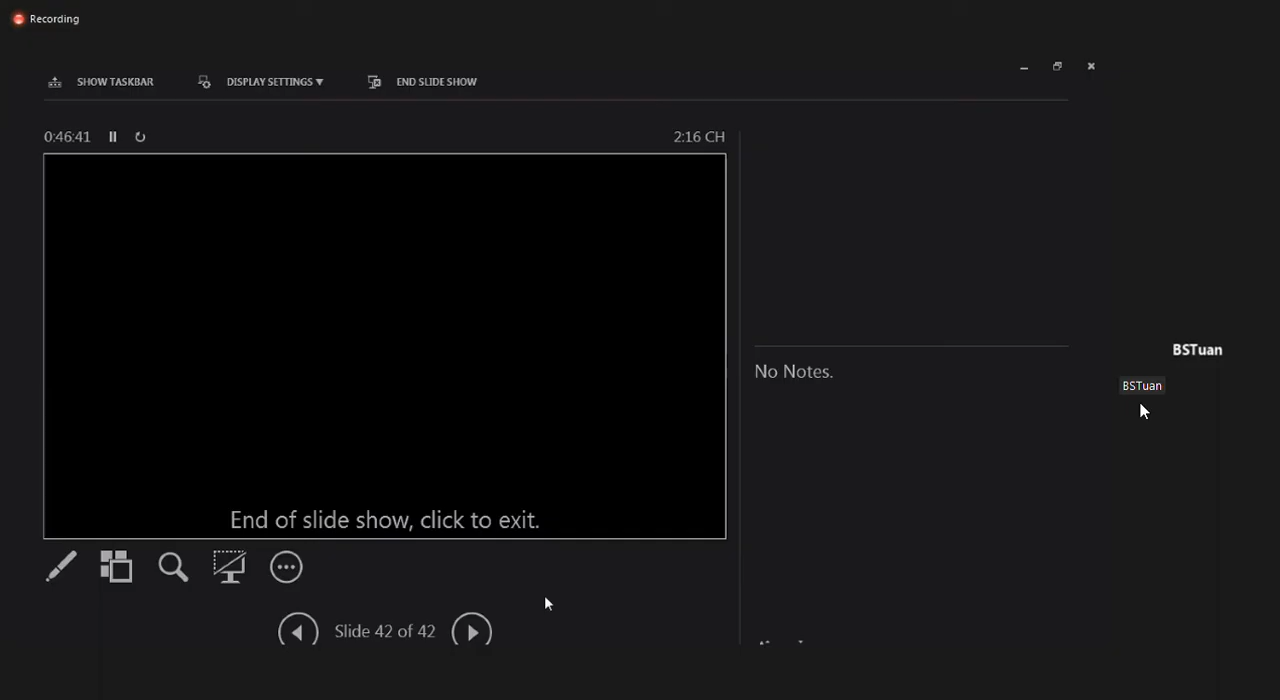 Recording
SHOW TASKBAR
DISPLAY SETTINGS ▾
END SLIDE SHOW
0:46:41
2:16 CH
End of slide show, click to exit.
Slide 42 of 42
No Notes.
BSTuan
BSTuan